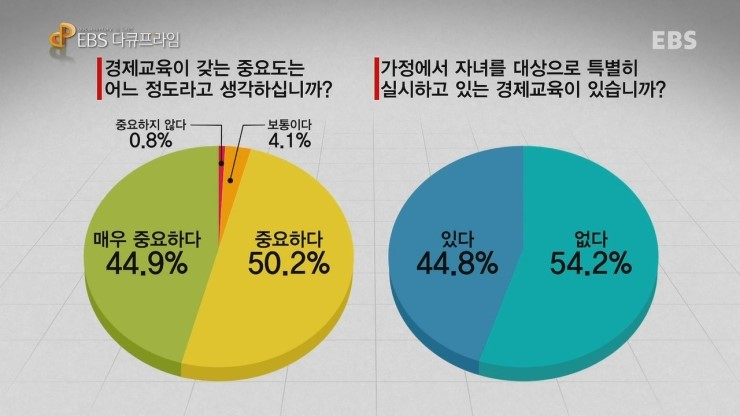 EBS 다큐프라임
EBS
경제교육이 갖는 중요도는
어느 정도라고 생각하십니까?
중요하지 않다
0.8%
보통이다
4.1%
매우 중요하다
44.9%
중요하다
50.2%
가정에서 자녀를 대상으로 특별히
실시하고 있는 경제교육이 있습니까?
있다
44.8%
없다
54.2%